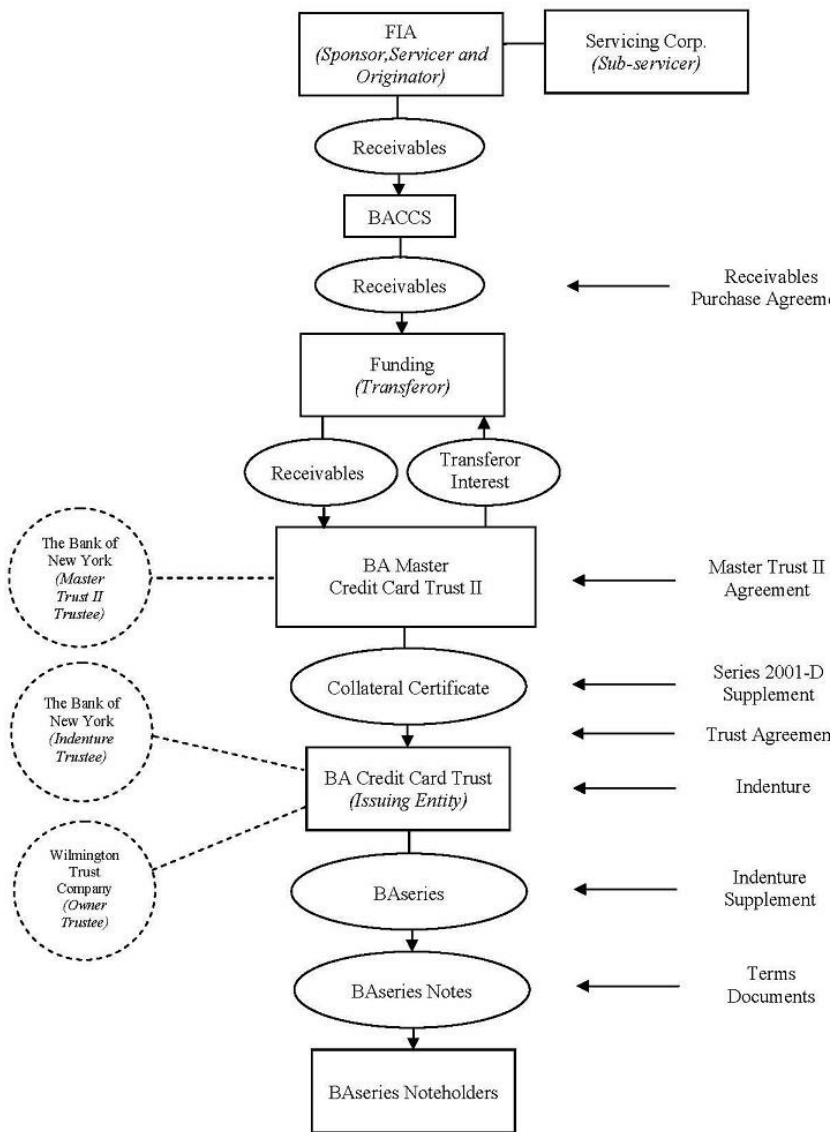 FIA
(Sponsor,Servicer and
Originator)
Servicing Corp.
(Sub-servicer)
Receivables
BACCS
Receivables
Receivables
Purchase Agreeme
Funding
(Transferor)
Receivables
Transferor
Interest
The Bank of
New York
(Master
Trust II
Trustee)
BA Master
Credit Card Trust II
Master Trust II
Agreement
Collateral Certificate
Series 2001-D
Supplement
The Bank of
New York
(Indenture
Trustee)
Trust Agreemen
BA Credit Card Trust
(Issuing Entity)
Indenture
Wilmington
Trust
Company
(Owner
Trustee)
BAseries
Indenture
Supplement
BAseries Notes
Terms
Documents
BAseries Noteholders